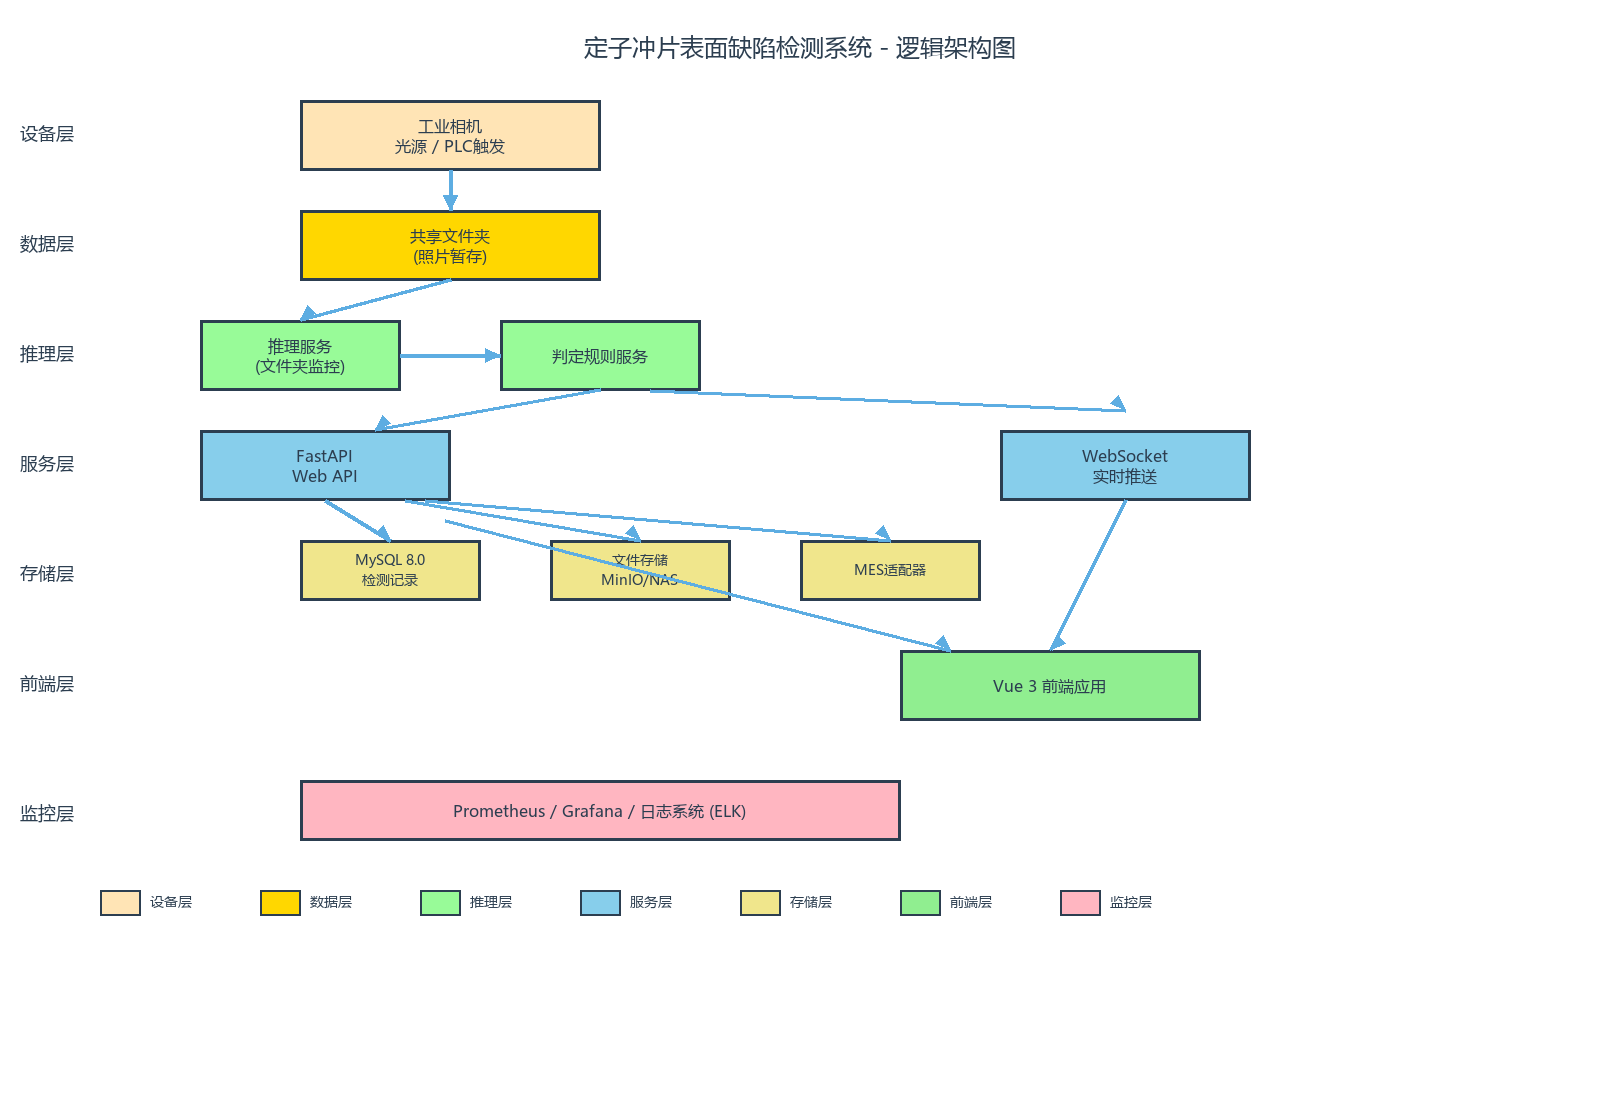 定子冲片表面缺陷检测系统 - 逻辑架构图
设备层
工业相机
光源 / PLC触发
数据层
共享文件夹
(照片暂存)
推理层
推理服务
(文件夹监控)
判定规则服务
服务层
FastAPI
Web API
WebSocket
实时推送
存储层
MySQL 8.0
检测记录
文件存储
MinIO/NAS
MES适配器
前端层
Vue 3 前端应用
监控层
Prometheus / Grafana / 日志系统 (ELK)
设备层
数据层
推理层
服务层
存储层
前端层
监控层